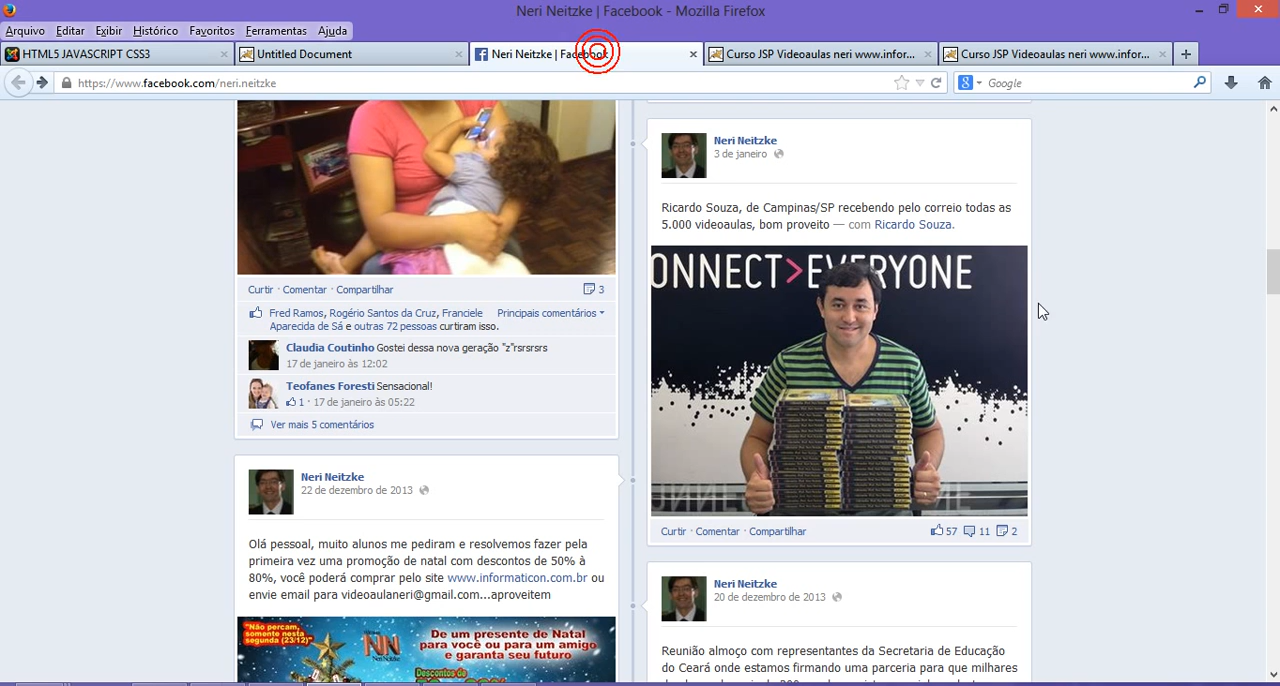 Neri Neitzke | Facebook - Mozilla Firefox
Arquivo Editar Exibir Histórico Favoritos Ferramentas Ajuda
HTML5 JAVASCRIPT CSS3
Untitled Document
Neri Neitzke | Facebook
Curso JSP Videoaulas neri www.infor...
Curso JSP Videoaulas neri www.infor...
https://www.facebook.com/neri.neitzke
Google
Curtir · Comentar · Compartilhar 3
Fred Ramos, Rogério Santos da Cruz, Franciele
Aparecida de Sá e outras 72 pessoas curtiram isso.
Principais comentários
Claudia Coutinho Gostei dessa nova geração "z"rsrsrsrs
17 de janeiro às 12:02
Teofanes Foresti Sensacional!
1 · 17 de janeiro às 05:22
Ver mais 5 comentários
Neri Neitzke
22 de dezembro de 2013
Olá pessoal, muito alunos me pediram e resolvemos fazer pela
primeira vez uma promoção de natal com descontos de 50% à
80%, você poderá comprar pelo site www.informaticon.com.br ou
envie email para videoaulaneri@gmail.com...aproveitem
"Não percam,
somente nesta
segunda (23/12)"
NN
Neri Neitzke
De um presente de Natal
para você ou para um amigo
e garanta seu futuro
Descontos de
Neri Neitzke
3 de janeiro
Ricardo Souza, de Campinas/SP recebendo pelo correio todas as
5.000 videoaulas, bom proveito — com Ricardo Souza.
ONNECT>EVERYONE
Curtir · Comentar · Compartilhar 57 11 2
Neri Neitzke
20 de dezembro de 2013
Reunião almoço com representantes da Secretaria de Educação
do Ceará onde estamos firmando uma parceria para que milhares